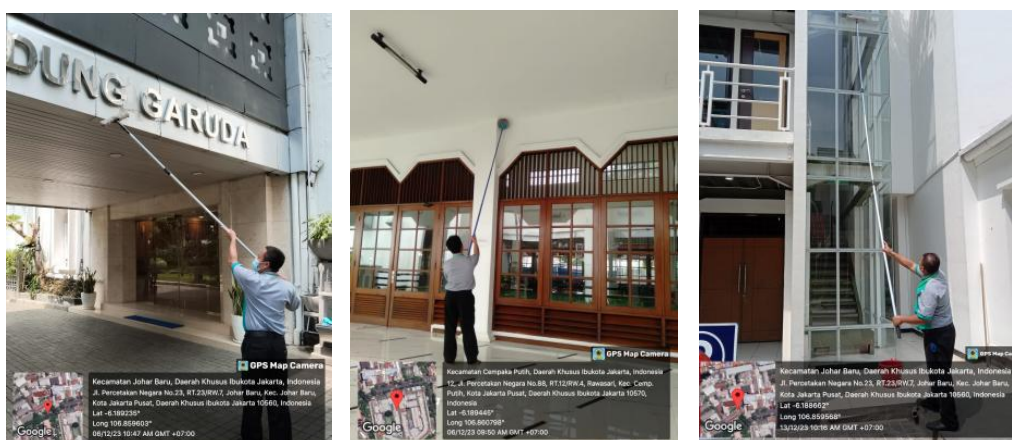 DUNG GARUDA
GPS Map Camera
Kecamatan Johar Baru, Daerah Khusus Ibukota Jakarta, Indonesia
Jl. Percetakan Negara No.23, RT.23/RW.7, Johar Baru, Kec. Johar Baru,
Kota Jakarta Pusat, Daerah Khusus Ibukota Jakarta 10560, Indonesia
Lat -6.189236°
Long 106.859603°
06/12/23 10:47 AM GMT +07:00
Google
GPS Map Camera
Kecamatan Cempaka Putih, Daerah Khusus Ibukota Jakarta, Indonesia
12, Jl. Percetakan Negara No.88, RT.12/RW.4, Rawasari, Kec. Cemp.
Putih, Kota Jakarta Pusat, Daerah Khusus Ibukota Jakarta 10570,
Indonesia
Lat -6.189445°
Long 106.860798°
06/12/23 09:50 AM GMT +07:00
Google
GPS Map Camera
Kecamatan Johar Baru, Daerah Khusus Ibukota Jakarta, Indonesia
Jl. Percetakan Negara No.23, RT.23/RW.7, Johar Baru, Kec. Johar Baru,
Kota Jakarta Pusat, Daerah Khusus Ibukota Jakarta 10560, Indonesia
Lat -6.188662°
Long 106.859568°
13/12/23 10:16 AM GMT +07:00
Google